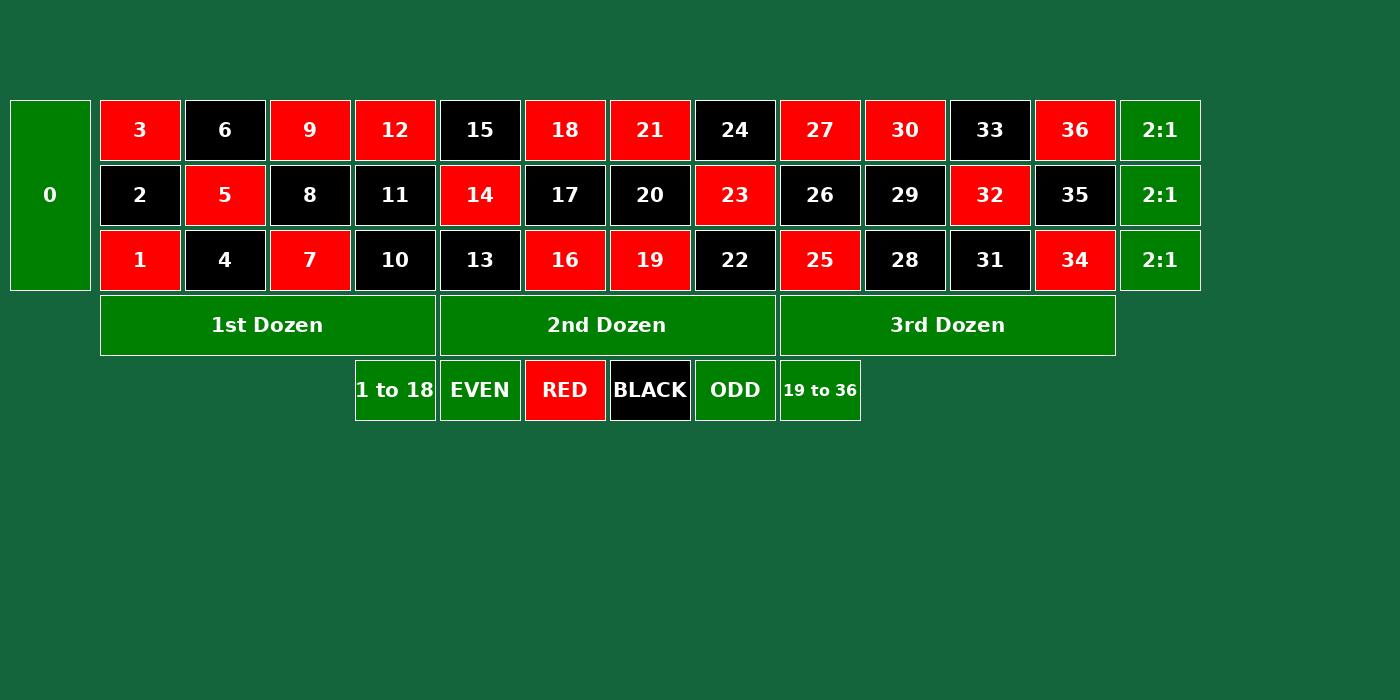 3 6 9 12 15 18 21 24 27 30 33 36 2:1
0 2 5 8 11 14 17 20 23 26 29 32 35 2:1
1 4 7 10 13 16 19 22 25 28 31 34 2:1
1st Dozen 2nd Dozen 3rd Dozen
1 to 18 EVEN RED BLACK ODD 19 to 36